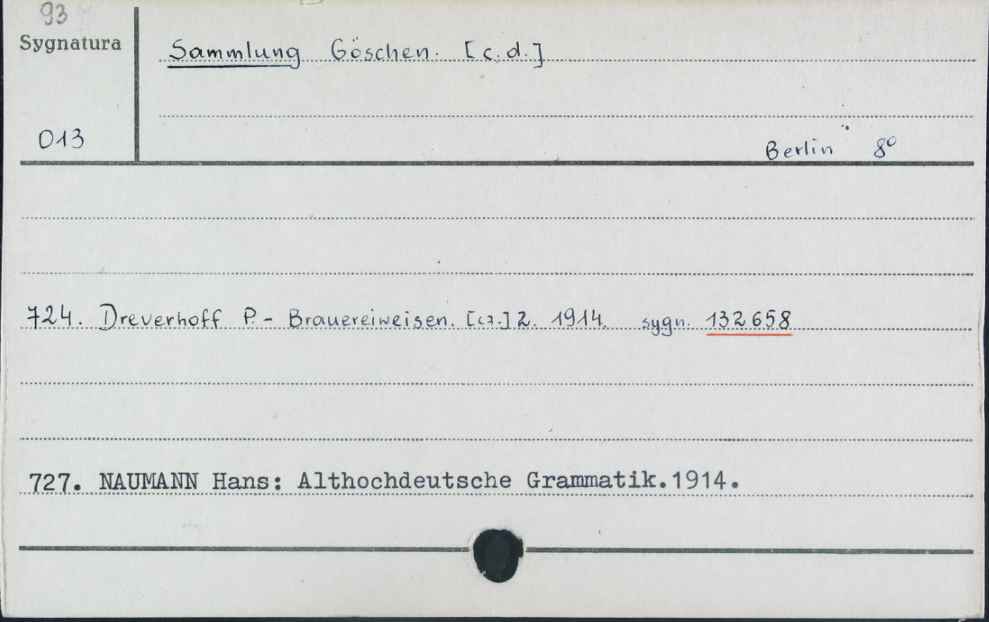 93
Sygnatura
Sammlung Göschen. [c.d.]
013
Berlin 8°
724. Dreverhoff P. - Brauereiweisen. [cz.] 2. 1914. sygn. 132658
727. NAUMANN Hans: Althochdeutsche Grammatik. 1914.